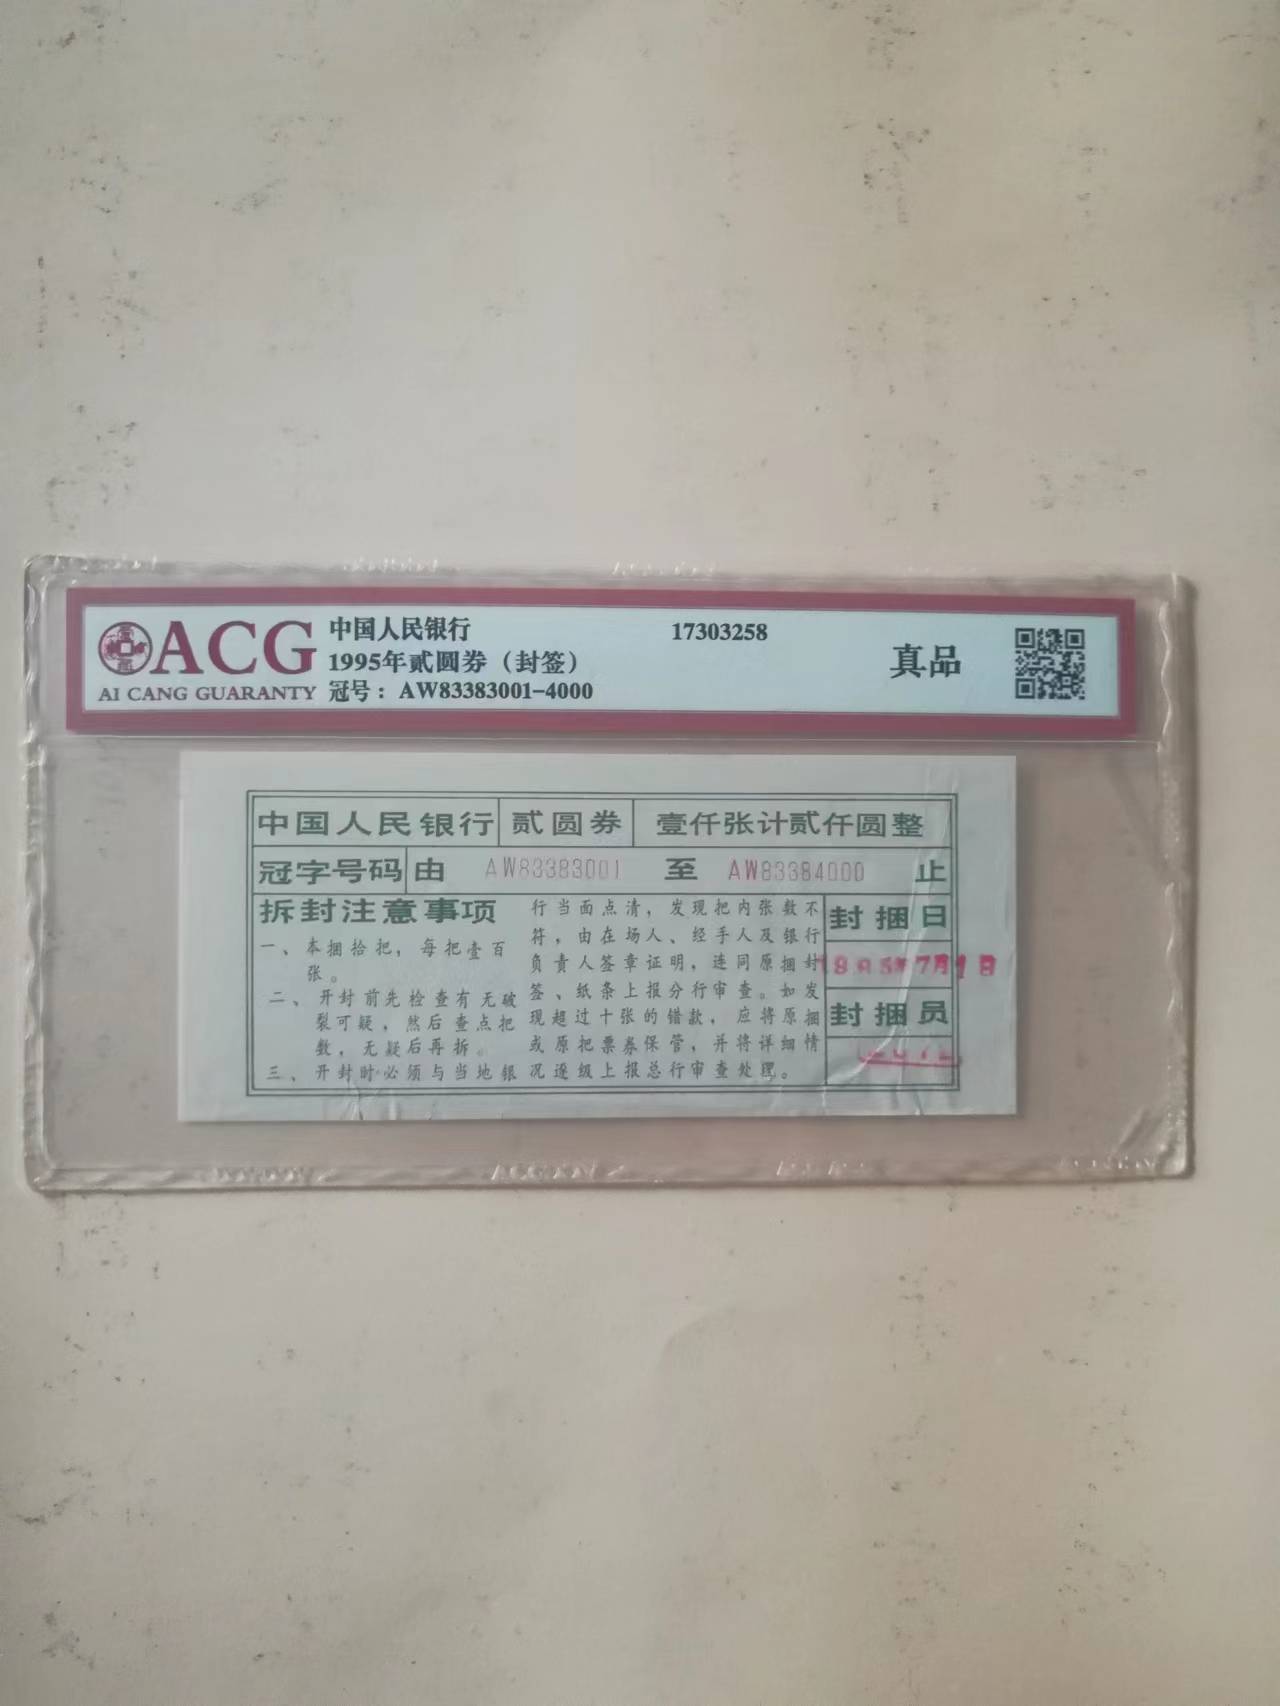 ACG
AI CANG GUARANTY
中国人民银行
1995年贰圆券（封签）
冠号：AW83383001-4000
17303258
真品
中国人民银行 贰圆券 壹仟张计贰仟圆整
冠字号码 由 AW83383001 至 AW83384000 止
拆封注意事项
一、本捆拾把，每把壹百
张。
二、开封前先检查有无破
裂可疑，然后查点把
数，无疑后再拆。
三、开封时必须与当地银
行当面点清，发现把内张数不
符，由在场人、经手人及银行
负责人签章证明，连同原捆封
签、纸条上报分行审查。如发
现超过十张的错款，应将原捆
或原把票券保管，并将详细情
况逐级上报总行审查处理。
封捆日
1995年7月1日
封捆员